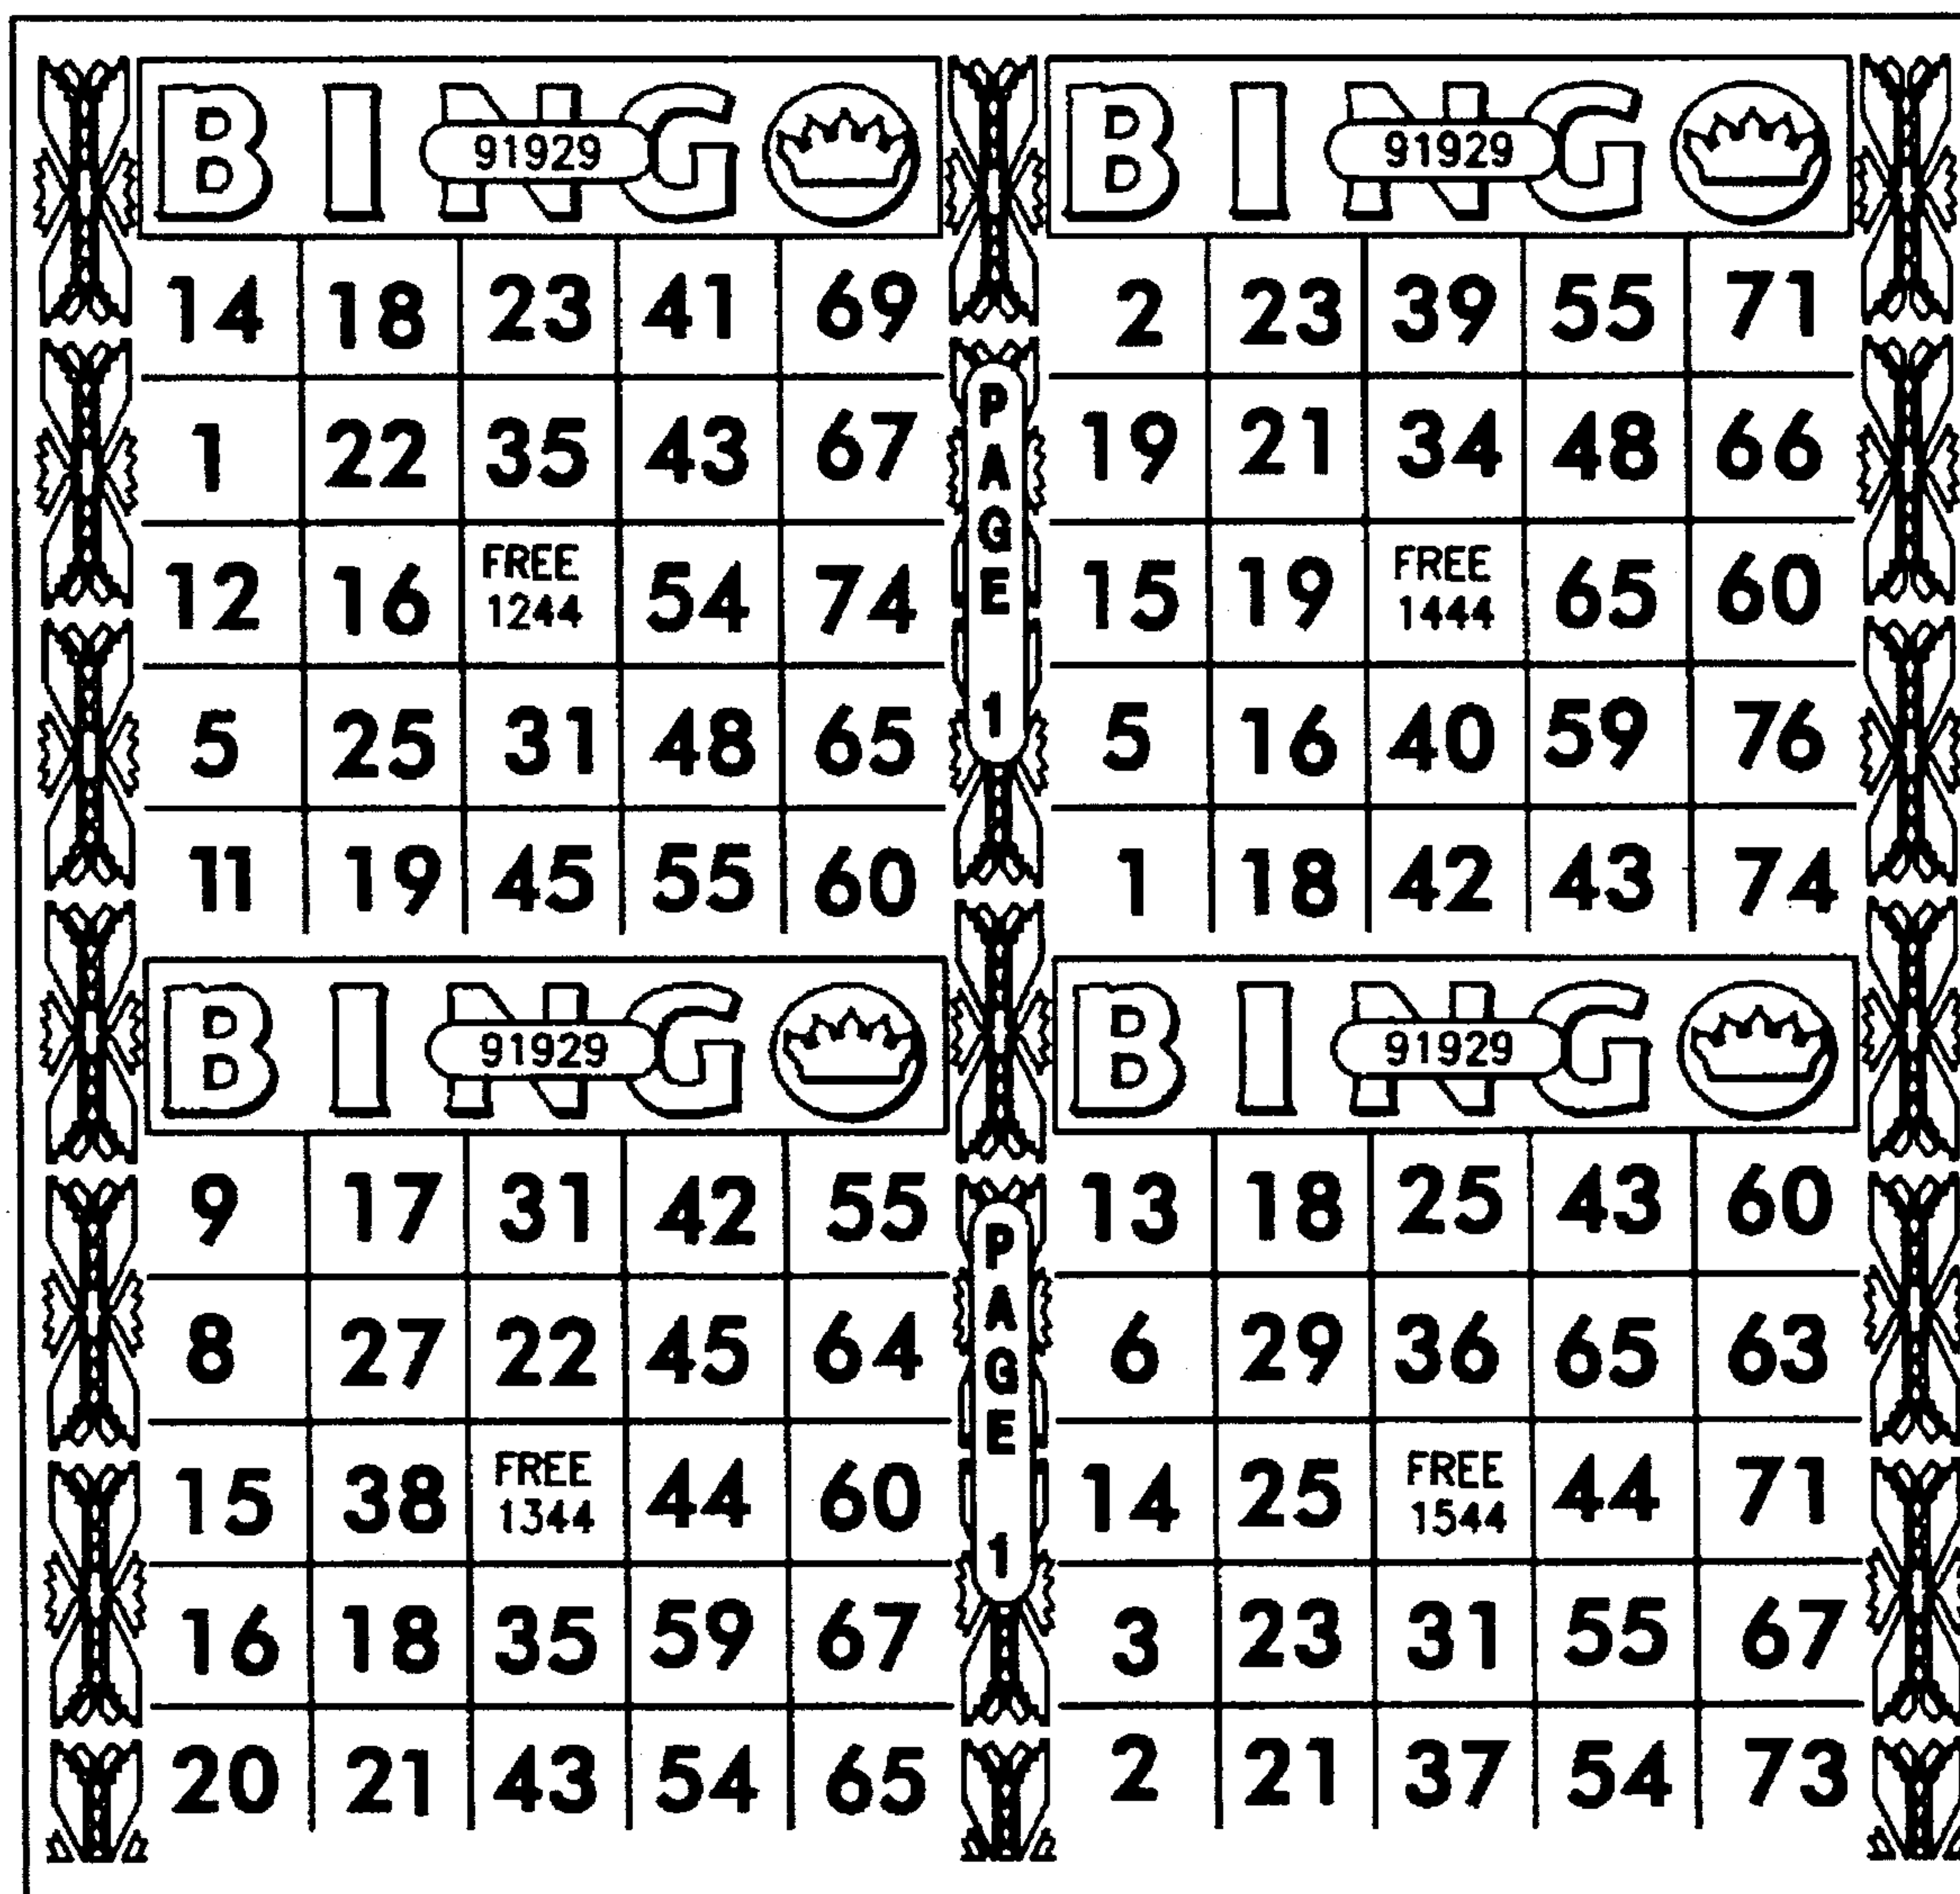 BINGO 91929
14 18 23 41 69
1 22 35 43 67
12 16 FREE 1244 54 74
5 25 31 48 65
11 19 45 55 60
PAGE 1
BINGO 91929
2 23 39 55 71
19 21 34 48 66
15 19 FREE 1444 65 60
5 16 40 59 76
1 18 42 43 74
BINGO 91929
9 17 31 42 55
8 27 22 45 64
15 38 FREE 1344 44 60
16 18 35 59 67
20 21 43 54 65
PAGE 1
BINGO 91929
13 18 25 43 60
6 29 36 65 63
14 25 FREE 1544 44 71
3 23 31 55 67
2 21 37 54 73